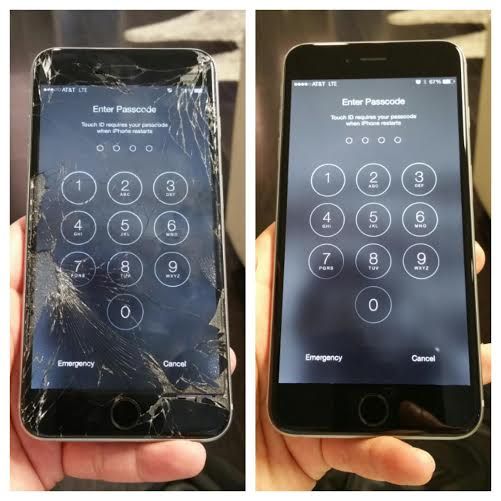 AT&T LTE
Enter Passcode
Touch ID requires your passcode
when iPhone restarts
1
2
ABC
3
DEF
4
GHI
5
JKL
6
MNO
7
PQRS
8
TUV
9
WXYZ
0
Emergency Cancel
AT&T LTE 67%
Enter Passcode
Touch ID requires your passcode
when iPhone restarts
1
2
ABC
3
DEF
4
GHI
5
JKL
6
MNO
7
PQRS
8
TUV
9
WXYZ
0
Emergency Cancel